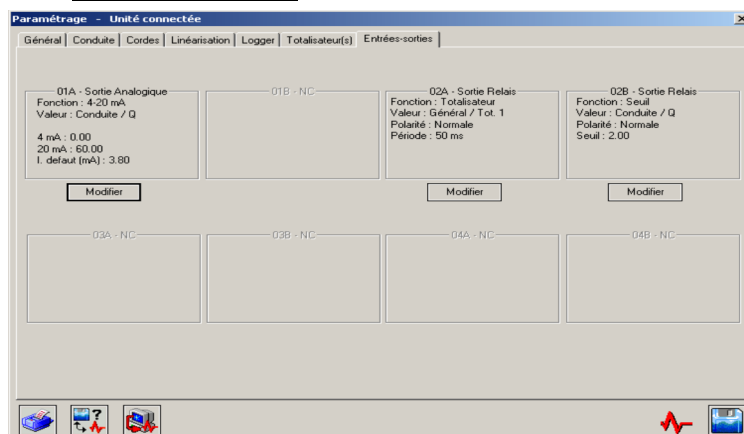 Paramétrage - Unité connectée
Général Conduite Cordes Linéarisation Logger Totalisateur(s) Entrées-sorties
01A - Sortie Analogique
Fonction : 4-20 mA
Valeur : Conduite / Q
4 mA : 0.00
20 mA : 60.00
I. defaut (mA) : 3.80
Modifier
01B - NC
02A - Sortie Relais
Fonction : Totalisateur
Valeur : Général / Tot. 1
Polarité : Normale
Période : 50 ms
Modifier
02B - Sortie Relais
Fonction : Seuil
Valeur : Conduite / Q
Polarité : Normale
Seuil : 2.00
Modifier
03A - NC
03B - NC
04A - NC
04B - NC
?